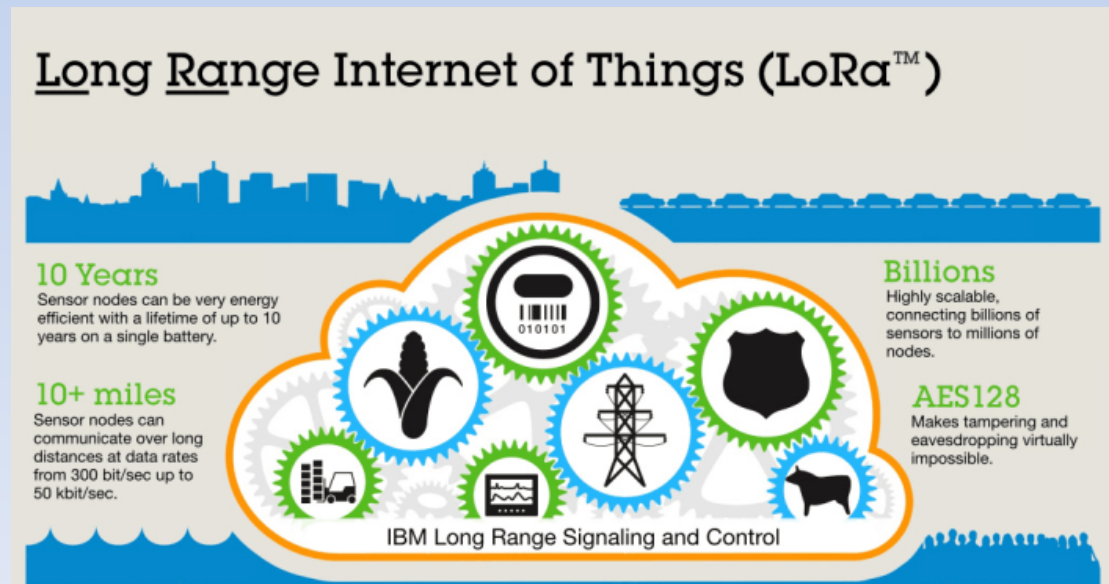 Long Range Internet of Things (LoRa™)
10 Years
Sensor nodes can be very energy
efficient with a lifetime of up to 10
years on a single battery.
10+ miles
Sensor nodes can
communicate over long
distances at data rates
from 300 bit/sec up to
50 kbit/sec.
010101
IBM Long Range Signaling and Control
Billions
Highly scalable,
connecting billions of
sensors to millions of
nodes.
AES128
Makes tampering and
eavesdropping virtually
impossible.